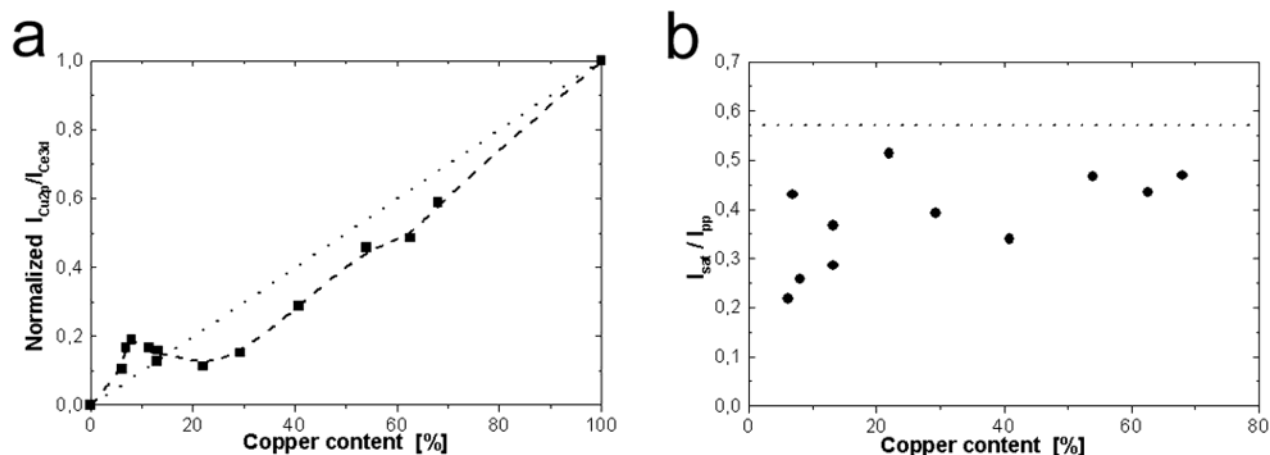 a
1,0
0,8
0,6
0,4
0,2
0,0
Normalized I_Cu2p/I_Ce3d
0 20 40 60 80 100
Copper content [%]
b
0,7
0,6
0,5
0,4
0,3
0,2
0,1
0,0
I_sat / I_pp
0 20 40 60 80
Copper content [%]